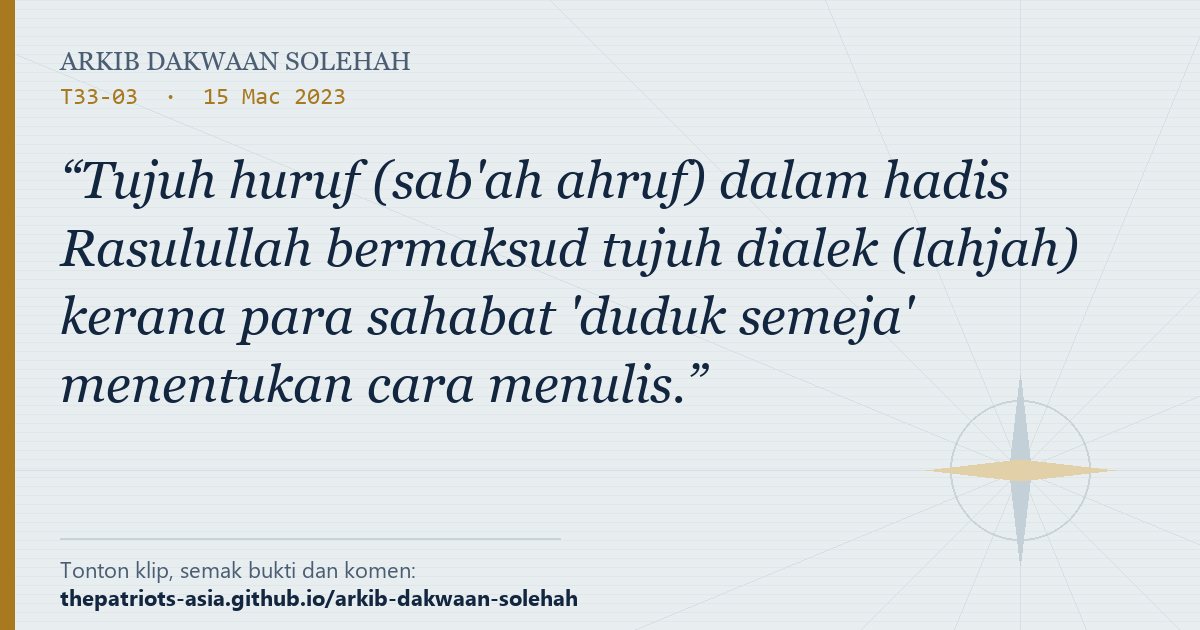 ARKIB DAKWAAN SOLEHAH
T33-03 · 15 Mac 2023
“Tujuh huruf (sab'ah ahruf) dalam hadis
Rasulullah bermaksud tujuh dialek (lahjah)
kerana para sahabat 'duduk semeja'
menentukan cara menulis.”
Tonton klip, semak bukti dan komen:
thepatriots-asia.github.io/arkib-dakwaan-solehah